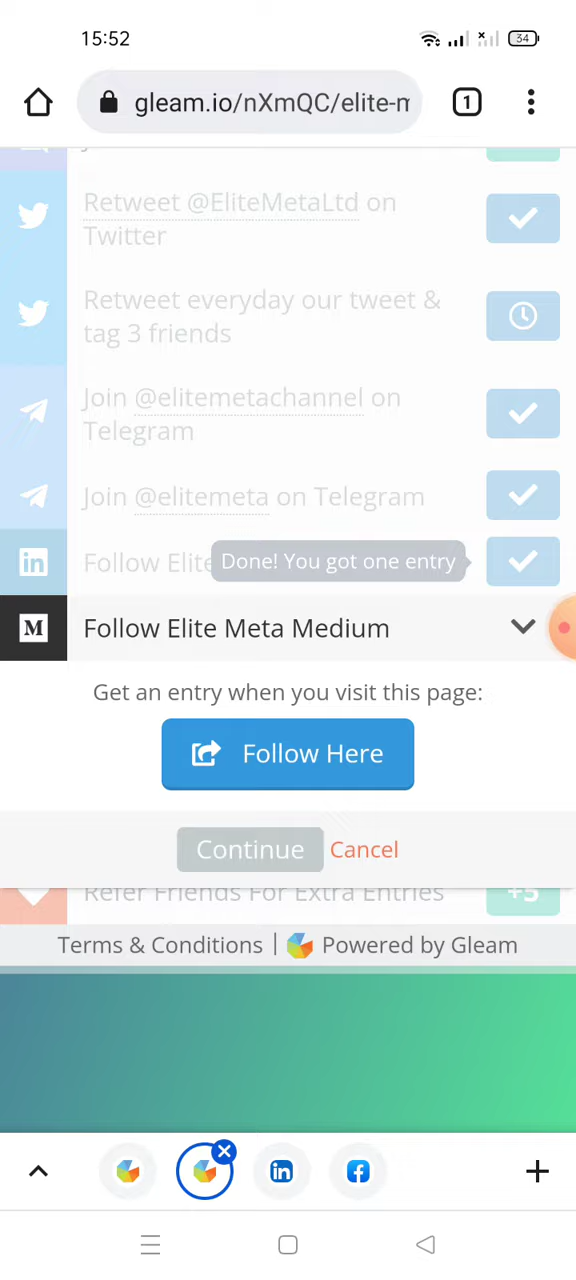 15:52
34
gleam.io/nXmQC/elite-m
1
Retweet @EliteMetaLtd on
Twitter
Retweet everyday our tweet &
tag 3 friends
Join @elitemetachannel on
Telegram
Join @elitemeta on Telegram
Follow Elite
Done! You got one entry
in
M
Follow Elite Meta Medium
Get an entry when you visit this page:
Follow Here
Continue
Cancel
Refer Friends For Extra Entries
+5
Terms & Conditions | Powered by Gleam
in